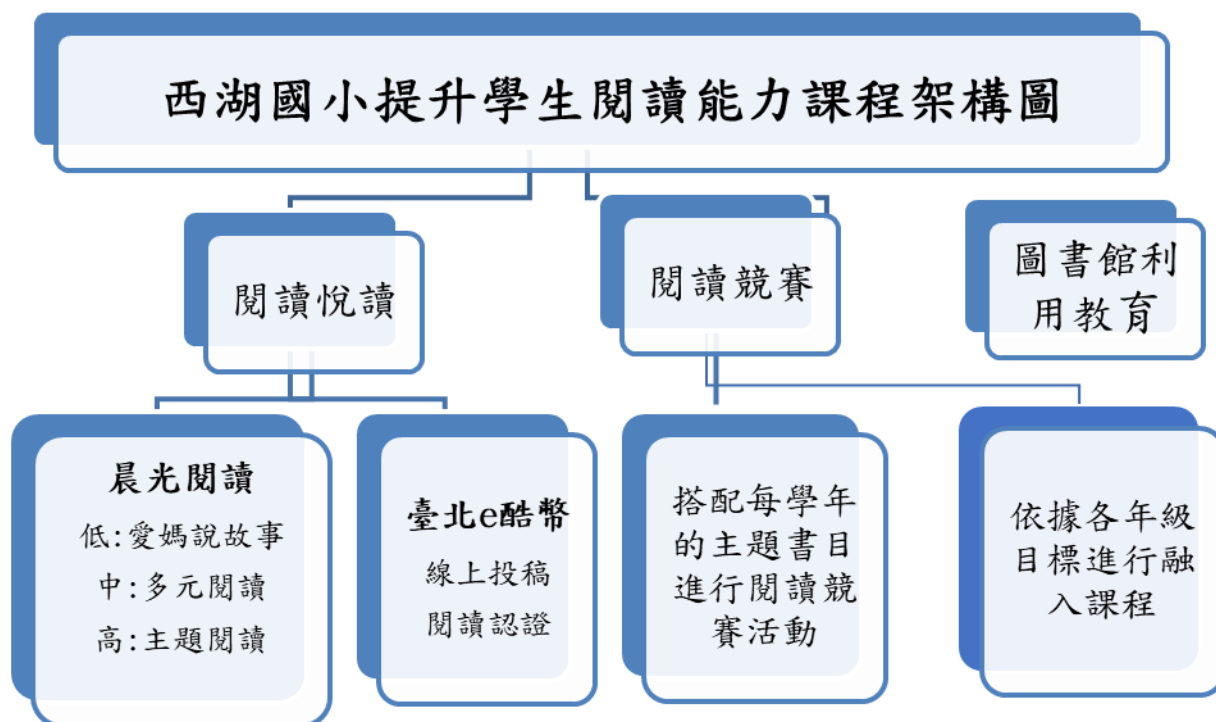 西湖國小提升學生閱讀能力課程架構圖
閱讀悅讀
閱讀競賽
圖書館利
用教育
晨光閱讀
低:愛媽說故事
中:多元閱讀
高:主題閱讀
臺北e酷幣
線上投稿
閱讀認證
搭配每學年
的主題書目
進行閱讀競
賽活動
依據各年級
目標進行融
入課程